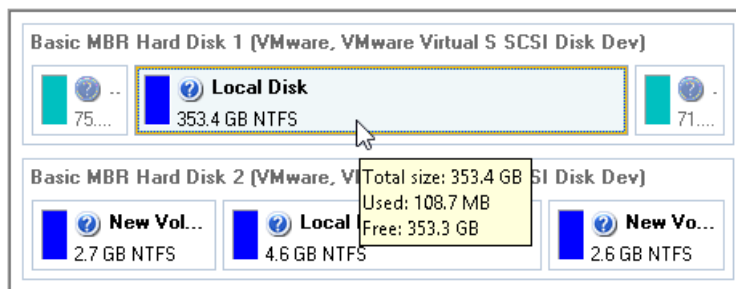 Basic MBR Hard Disk 1 (VMware, VMware Virtual S SCSI Disk Dev)
..
75....
Local Disk
353.4 GB NTFS
.
71....
Basic MBR Hard Disk 2 (VMware, VI SI Disk Dev)
Total size: 353.4 GB
Used: 108.7 MB
Free: 353.3 GB
New Vol...
2.7 GB NTFS
Local
4.6 GB NTFS
New Vo...
2.6 GB NTFS